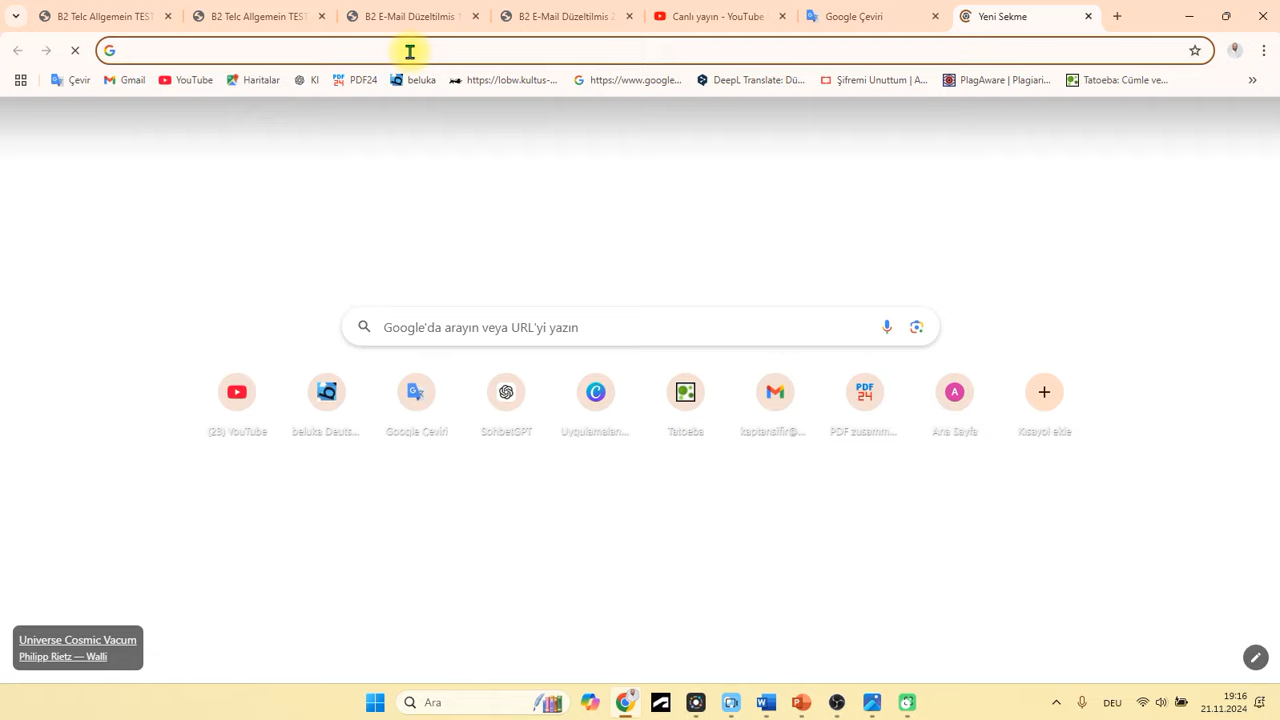 B2 Telc Allgemein TEST
B2 Telc Allgemein TEST
B2 E-Mail Düzeltilmis 1
B2 E-Mail Düzeltilmis 2
Canlı yayın - YouTube
Google Çeviri
Yeni Sekme
Çevir
Gmail
YouTube
Haritalar
KI
PDF24
beluka
https://lobw.kultus-...
https://www.google...
DeepL Translate: Dü...
Şifremi Unuttum | A...
PlagAware | Plagiari...
Tatoeba: Cümle ve...
Google'da arayın veya URL'yi yazın
(23) YouTube
beluka Deuts...
Google Çeviri
SohbetGPT
Uygulamaları...
Tatoeba
kaptansifir@...
PDF zusamm...
Ana Sayfa
Kısayol ekle
Universe Cosmic Vacum
Philipp Rietz — Walli
Ara
DEU
19:16
21.11.2024